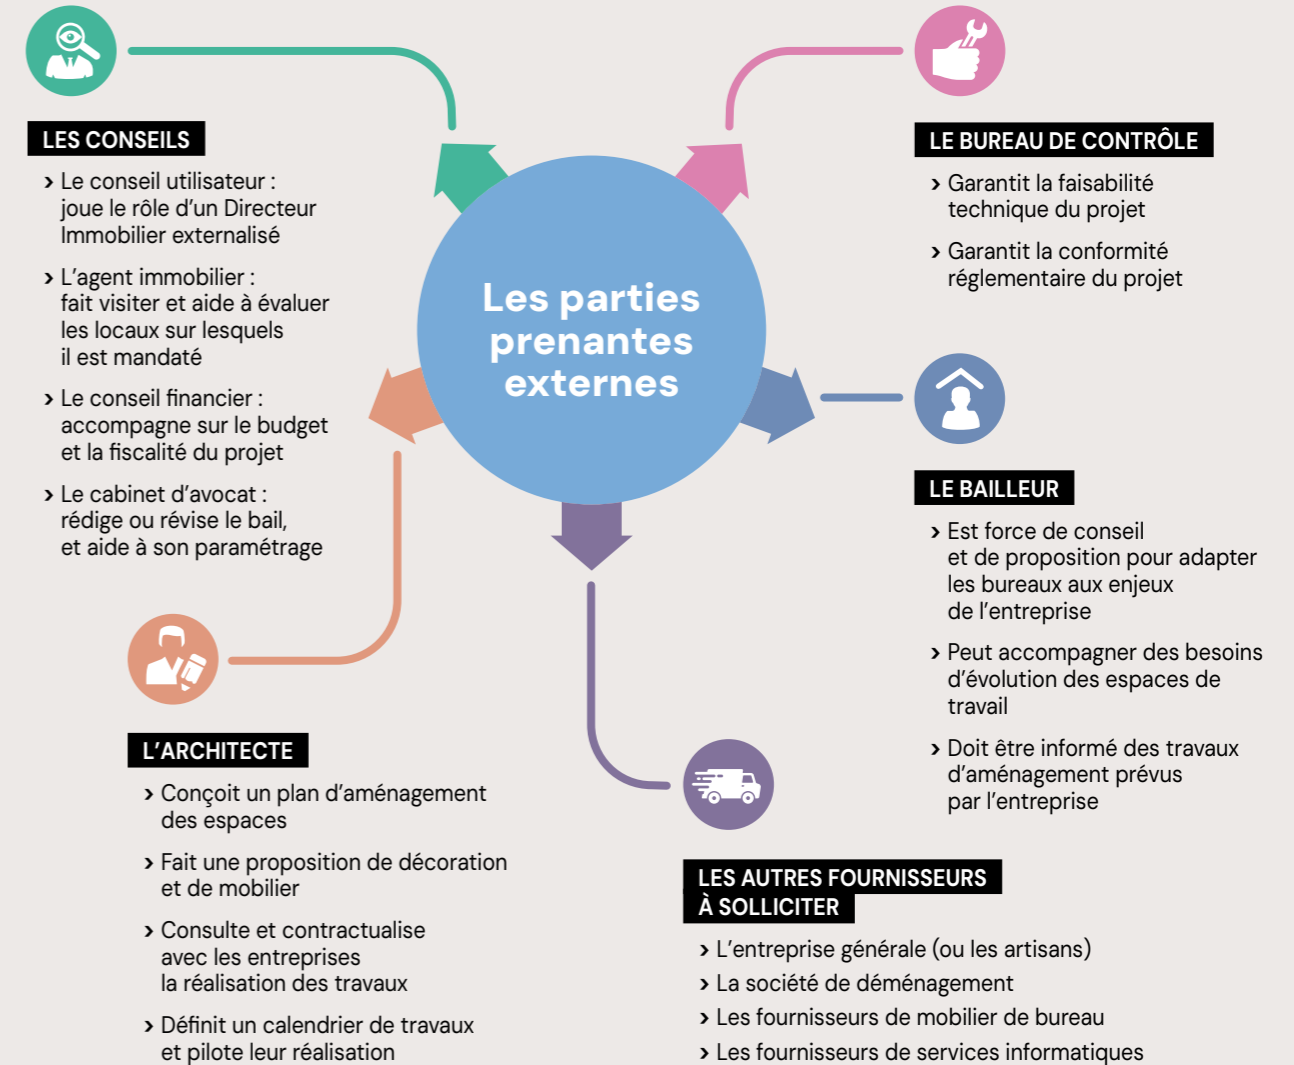 Les parties
prenantes
externes
LES CONSEILS
› Le conseil utilisateur :
joue le rôle d’un Directeur
Immobilier externalisé
› L’agent immobilier :
fait visiter et aide à évaluer
les locaux sur lesquels
il est mandaté
› Le conseil financier :
accompagne sur le budget
et la fiscalité du projet
› Le cabinet d’avocat :
rédige ou révise le bail,
et aide à son paramétrage
LE BUREAU DE CONTRÔLE
› Garantit la faisabilité
technique du projet
› Garantit la conformité
réglementaire du projet
LE BAILLEUR
› Est force de conseil
et de proposition pour adapter
les bureaux aux enjeux
de l’entreprise
› Peut accompagner des besoins
d’évolution des espaces de
travail
› Doit être informé des travaux
d’aménagement prévus
par l’entreprise
L’ARCHITECTE
› Conçoit un plan d’aménagement
des espaces
› Fait une proposition de décoration
et de mobilier
› Consulte et contractualise
avec les entreprises
la réalisation des travaux
› Définit un calendrier de travaux
et pilote leur réalisation
LES AUTRES FOURNISSEURS
À SOLLICITER
› L’entreprise générale (ou les artisans)
› La société de déménagement
› Les fournisseurs de mobilier de bureau
› Les fournisseurs de services informatiques